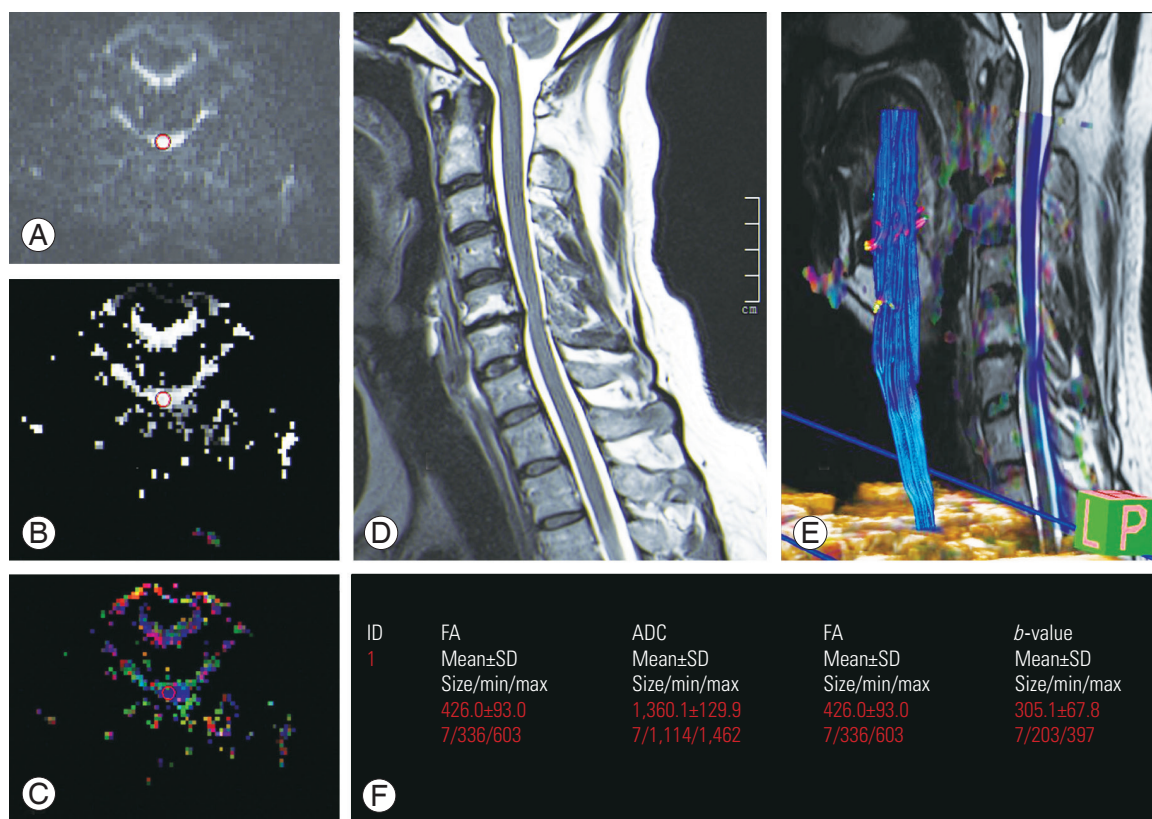 A
B
C
D
cm
E
L P
F
ID FA ADC FA b-value
1 Mean±SD Mean±SD Mean±SD Mean±SD
Size/min/max Size/min/max Size/min/max Size/min/max
426.0±93.0 1,360.1±129.9 426.0±93.0 305.1±67.8
7/336/603 7/1,114/1,462 7/336/603 7/203/397